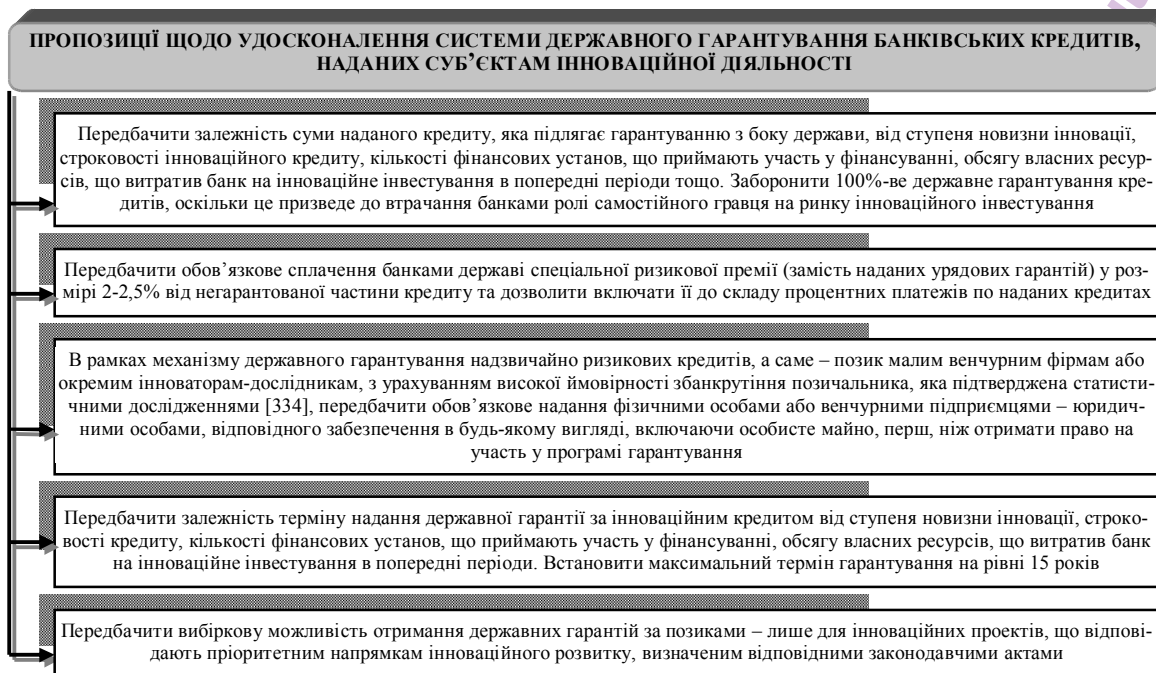 ПРОПОЗИЦІЇ ЩОДО УДОСКОНАЛЕННЯ СИСТЕМИ ДЕРЖАВНОГО ГАРАНТУВАННЯ БАНКІВСЬКИХ КРЕДИТІВ,
НАДАНИХ СУБ’ЄКТАМ ІННОВАЦІЙНОЇ ДІЯЛЬНОСТІ
Передбачити залежність суми наданого кредиту, яка підлягає гарантуванню з боку держави, від ступеня новизни інновації,
строковості інноваційного кредиту, кількості фінансових установ, що приймають участь у фінансуванні, обсягу власних ресур-
сів, що витратив банк на інноваційне інвестування в попередні періоди тощо. Заборонити 100%-ве державне гарантування кре-
дитів, оскільки це призведе до втрачання банками ролі самостійного гравця на ринку інноваційного інвестування
Передбачити обов’язкове сплачення банками державі спеціальної ризикової премії (замість наданих урядових гарантій) у роз-
мірі 2-2,5% від негарантованої частини кредиту та дозволити включати її до складу процентних платежів по наданих кредитах
В рамках механізму державного гарантування надзвичайно ризикових кредитів, а саме – позик малим венчурним фірмам або
окремим інноваторам-дослідникам, з урахуванням високої ймовірності збанкрутіння позичальника, яка підтверджена статисти-
чними дослідженнями [334], передбачити обов’язкове надання фізичними особами або венчурними підприємцями – юридич-
ними особами, відповідного забезпечення в будь-якому вигляді, включаючи особисте майно, перш, ніж отримати право на
участь у програмі гарантування
Передбачити залежність терміну надання державної гарантії за інноваційним кредитом від ступеня новизни інновації, строко-
вості кредиту, кількості фінансових установ, що приймають участь у фінансуванні, обсягу власних ресурсів, що витратив банк
на інноваційне інвестування в попередні періоди. Встановити максимальний термін гарантування на рівні 15 років
Передбачити вибіркову можливість отримання державних гарантій за позиками – лише для інноваційних проектів, що відпові-
дають пріоритетним напрямкам інноваційного розвитку, визначеним відповідними законодавчими актами